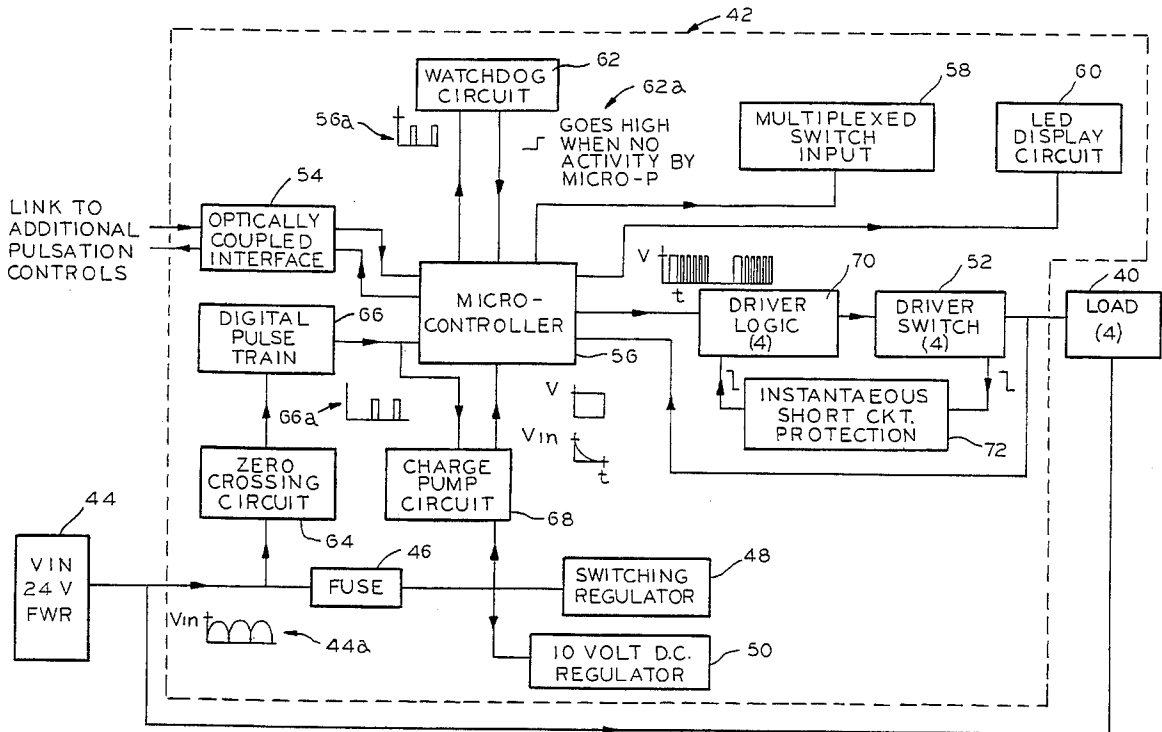 42
WATCHDOG
CIRCUIT
62
62a
56a
GOES HIGH
WHEN NO
ACTIVITY BY
MICRO-P
58
MULTIPLEXED
SWITCH
INPUT
60
LED
DISPLAY
CIRCUIT
LINK TO
ADDITIONAL
PULSATION
CONTROLS
54
OPTICALLY
COUPLED
INTERFACE
MICRO-
CONTROLLER
56
V
t
70
DRIVER
LOGIC
(4)
52
DRIVER
SWITCH
(4)
40
LOAD
(4)
DIGITAL
PULSE
TRAIN
66
66a
INSTANTAEOUS
SHORT CKT.
PROTECTION
72
V
Vin
t
ZERO
CROSSING
CIRCUIT
64
CHARGE
PUMP
CIRCUIT
68
44
VIN
24 V
FWR
46
FUSE
48
SWITCHING
REGULATOR
Vin
44a
10 VOLT D.C.
REGULATOR
50